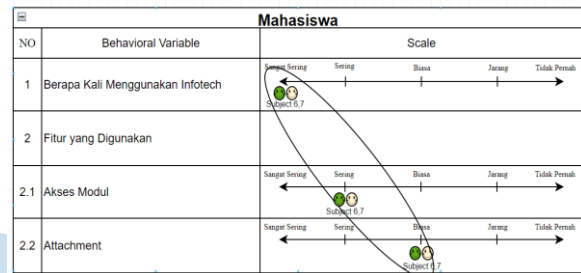 Mahasiswa
NO Behavioral Variable Scale
1 Berapa Kali Menggunakan Infotech
Sangat Sering Sering Biasa Jarang Tidak Pernah
Subject 6,7
2 Fitur yang Digunakan
2.1 Akses Modul
Sangat Sering Sering Biasa Jarang Tidak Pernah
Subject 6,7
2.2 Attachment
Sangat Sering Sering Biasa Jarang Tidak Pernah
Subject 6,7